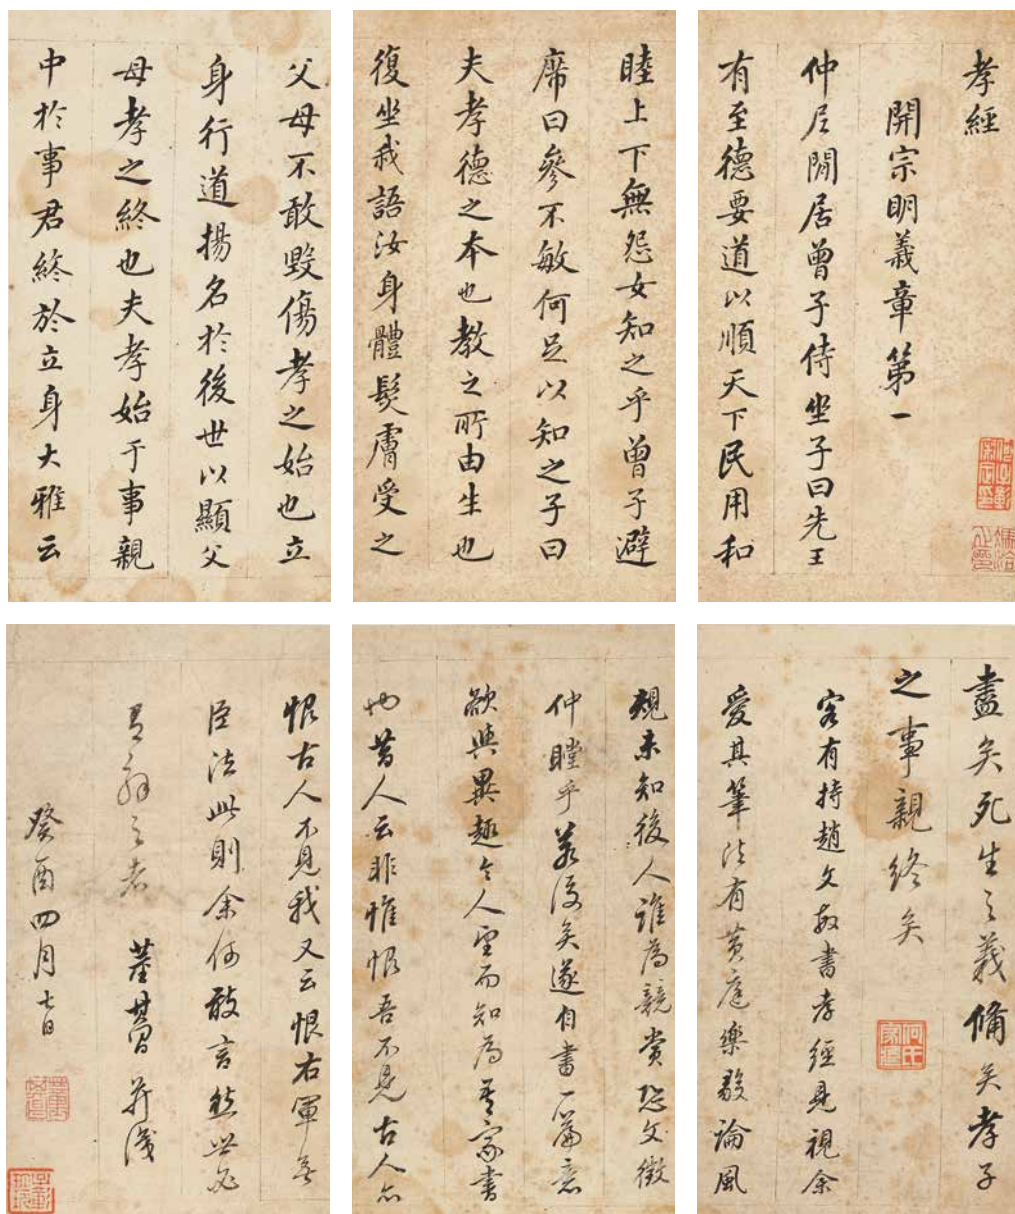 孝經
開宗明義章第一
仲尼閒居曾子侍坐子曰先王
有至德要道以順天下民用和
睦上下無怨女知之乎曾子避
席曰參不敏何足以知之子曰
夫孝德之本也教之所由生也
復坐我語汝身體髮膚受之
父母不敢毀傷孝之始也立
身行道揚名於後世以顯父
母孝之終也夫孝始于事親
中於事君終於立身大雅云
盡矣死生之義備矣孝子
之事親終矣
客有持趙文敏書孝經見視余
愛其筆法有黃庭樂毅論風
規未知後人誰為競賞恐文徵
仲瞠乎若後矣遂自書一篇意
欲與異趣令人望而知為吾家書
也昔人云非惟恨吾不見古人亦
恨古人不見我又云恨右軍無
臣法此則余何敢言然世必
有解之者 董其昌并識
癸酉四月七日
何氏